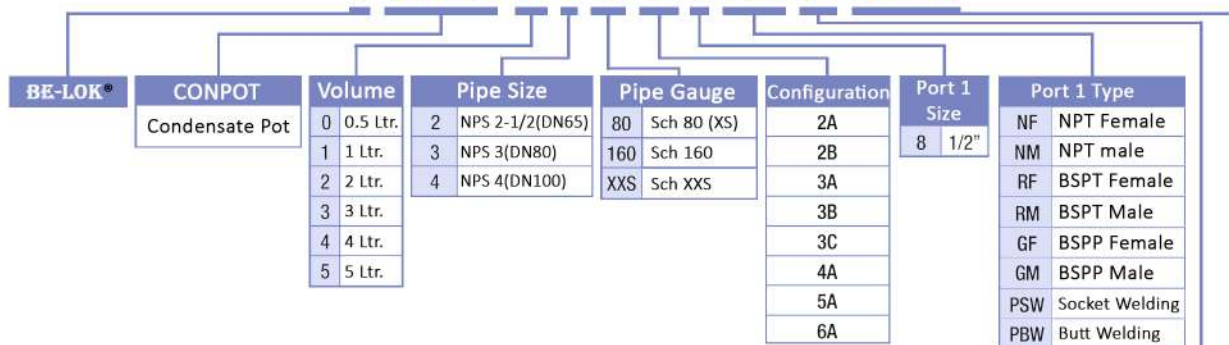 BE-LOK®
CONPOT
Condensate Pot
Volume
0 0.5 Ltr.
1 1 Ltr.
2 2 Ltr.
3 3 Ltr.
4 4 Ltr.
5 5 Ltr.
Pipe Size
2 NPS 2-1/2(DN65)
3 NPS 3(DN80)
4 NPS 4(DN100)
Pipe Gauge
80 Sch 80 (XS)
160 Sch 160
XXS Sch XXS
Configuration
2A
2B
3A
3B
3C
4A
5A
6A
Port 1
Size
8 1/2"
Port 1 Type
NF NPT Female
NM NPT male
RF BSPT Female
RM BSPT Male
GF BSPP Female
GM BSPP Male
PSW Socket Welding
PBW Butt Welding